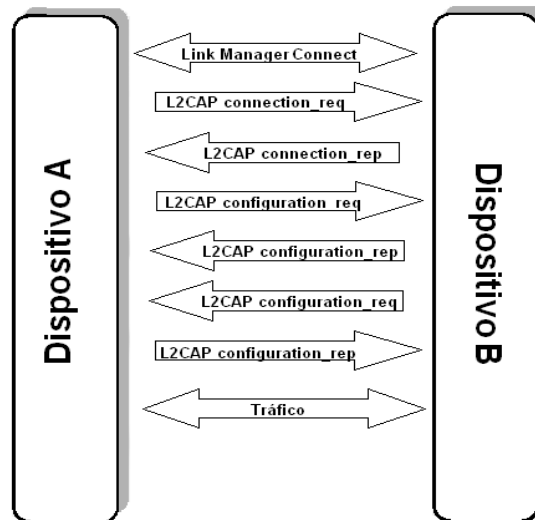 Dispositivo A
Link Manager Connect
L2CAP connection_req
L2CAP connection_rep
L2CAP configuration_req
L2CAP configuration_rep
L2CAP configuration_req
L2CAP configuration_rep
Tráfico
Dispositivo B